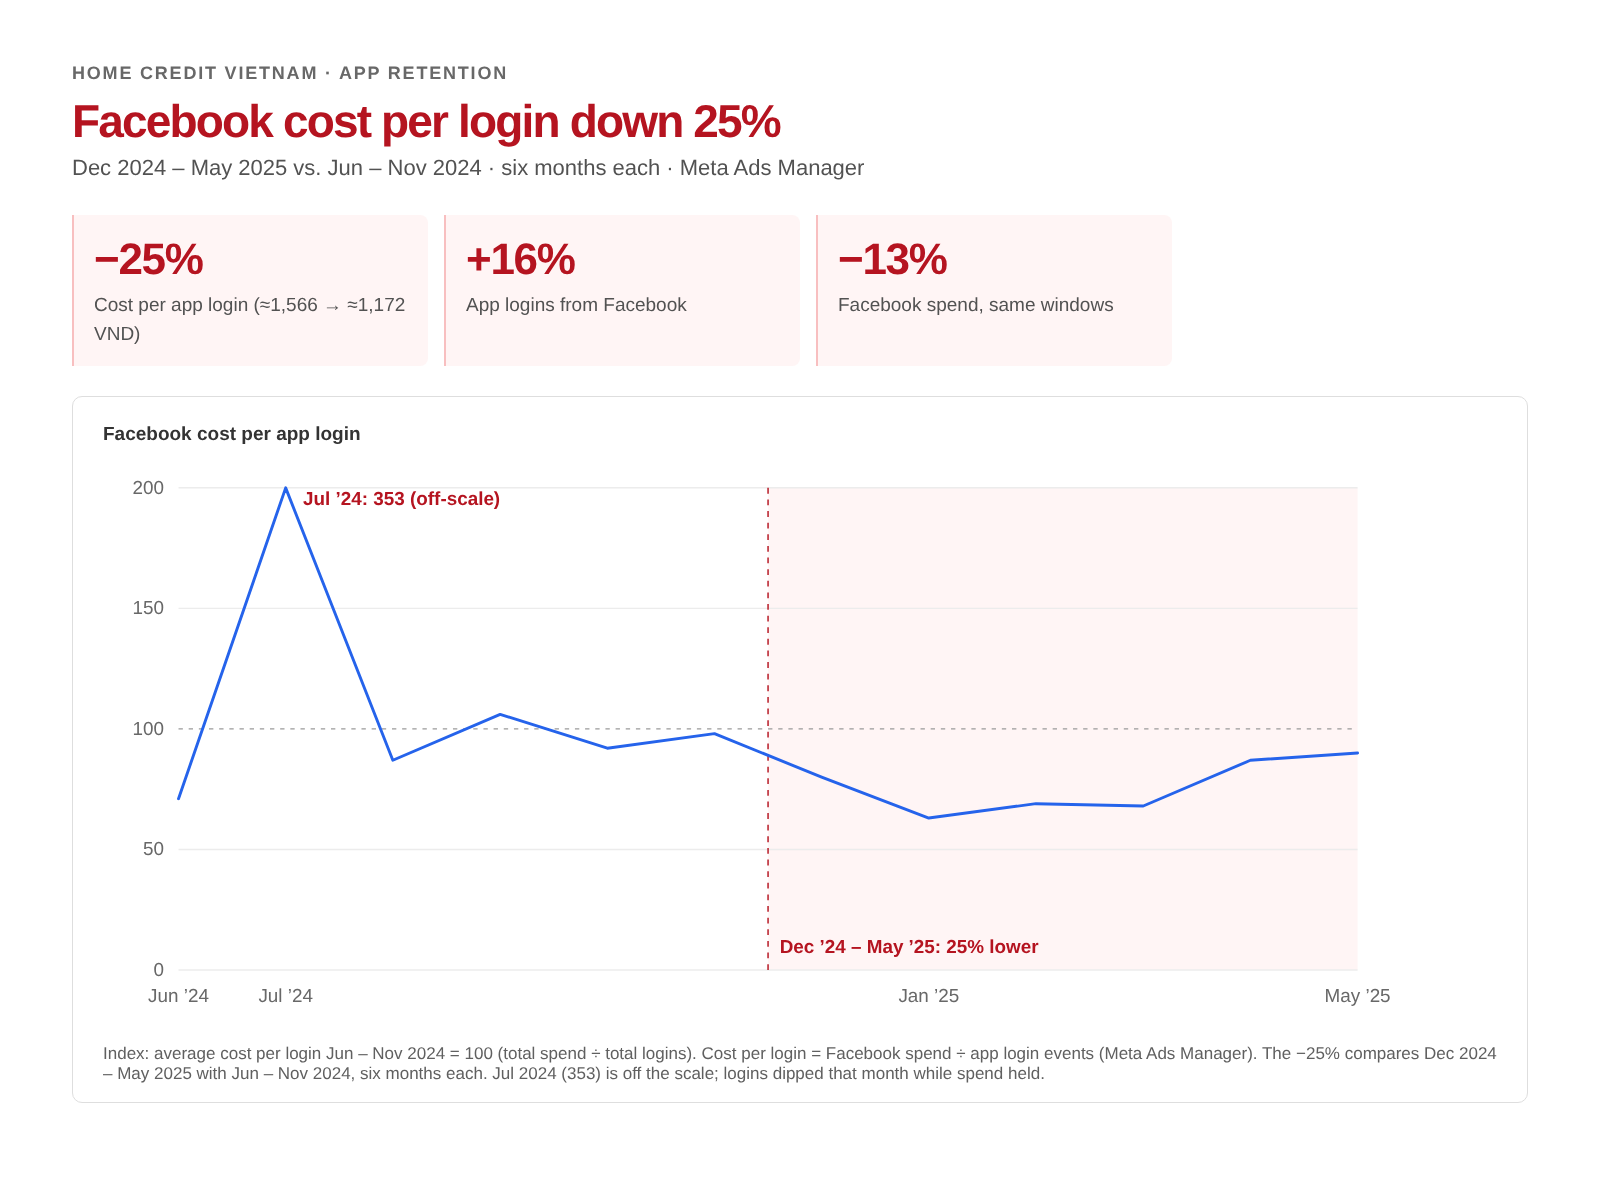 HOME CREDIT VIETNAM · APP RETENTION
Facebook cost per login down 25%
Dec 2024 – May 2025 vs. Jun – Nov 2024 · six months each · Meta Ads Manager
−25%
Cost per app login (≈1,566 → ≈1,172
VND)
+16%
App logins from Facebook
−13%
Facebook spend, same windows
Facebook cost per app login
200
Jul ’24: 353 (off-scale)
150
100
50
Dec ’24 – May ’25: 25% lower
0
Jun ’24 Jul ’24 Jan ’25 May ’25
Index: average cost per login Jun – Nov 2024 = 100 (total spend ÷ total logins). Cost per login = Facebook spend ÷ app login events (Meta Ads Manager). The −25% compares Dec 2024
– May 2025 with Jun – Nov 2024, six months each. Jul 2024 (353) is off the scale; logins dipped that month while spend held.